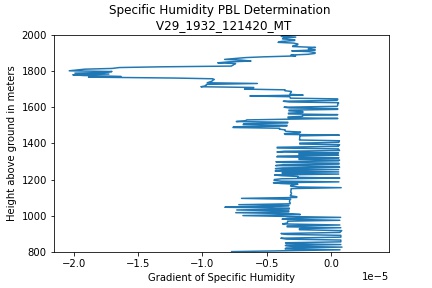 Specific Humidity PBL Determination
V29_1932_121420_MT
Height above ground in meters
2000
1800
1600
1400
1200
1000
800
−2.0
−1.5
−1.0
−0.5
0.0
1e−5
Gradient of Specific Humidity